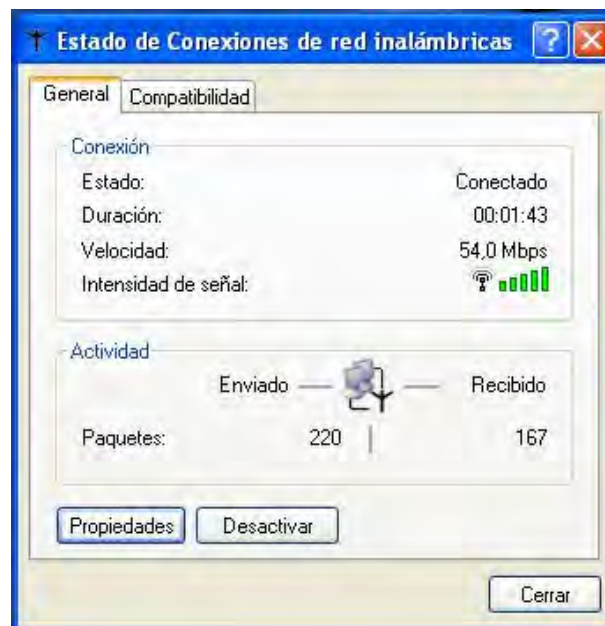 Estado de Conexiones de red inalámbricas
General Compatibilidad
Conexión
Estado: Conectado
Duración: 00:01:43
Velocidad: 54,0 Mbps
Intensidad de señal:
Actividad
Enviado Recibido
Paquetes: 220 167
Propiedades Desactivar
Cerrar